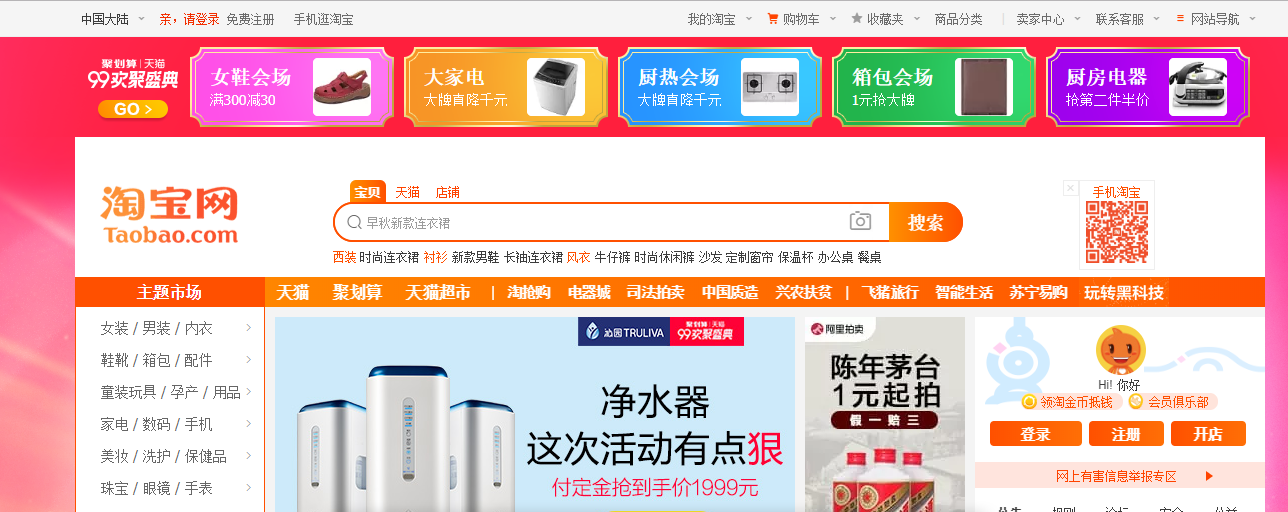 中国大陆 亲，请登录 免费注册 手机逛淘宝 我的淘宝 购物车 收藏夹 商品分类 | 卖家中心 联系客服 网站导航
聚划算 | 天猫
99欢聚盛典
GO >
女鞋会场
满300减30
大家电
大牌直降千元
厨热会场
大牌直降千元
箱包会场
1元抢大牌
厨房电器
抢第二件半价
淘宝网
Taobao.com
宝贝 天猫 店铺
早秋新款连衣裙
搜索
西装 时尚连衣裙 衬衫 新款男鞋 长袖连衣裙 风衣 牛仔裤 时尚休闲裤 沙发 定制窗帘 保温杯 办公桌 餐桌
手机淘宝
主题市场 天猫 聚划算 天猫超市 | 淘抢购 电器城 司法拍卖 中国质造 兴农扶贫 | 飞猪旅行 智能生活 苏宁易购 玩转黑科技
女装 / 男装 / 内衣
鞋靴 / 箱包 / 配件
童装玩具 / 孕产 / 用品
家电 / 数码 / 手机
美妆 / 洗护 / 保健品
珠宝 / 眼镜 / 手表
沁园 TRULIVA
聚划算 | 天猫
99欢聚盛典
净水器
这次活动有点狠
付定金抢到手价1999元
阿里拍卖
陈年茅台
1元起拍
假一赔三
Hi! 你好
领淘金币抵钱 会员俱乐部
登录 注册 开店
网上有害信息举报专区
公告 规则 论坛 安全 公益